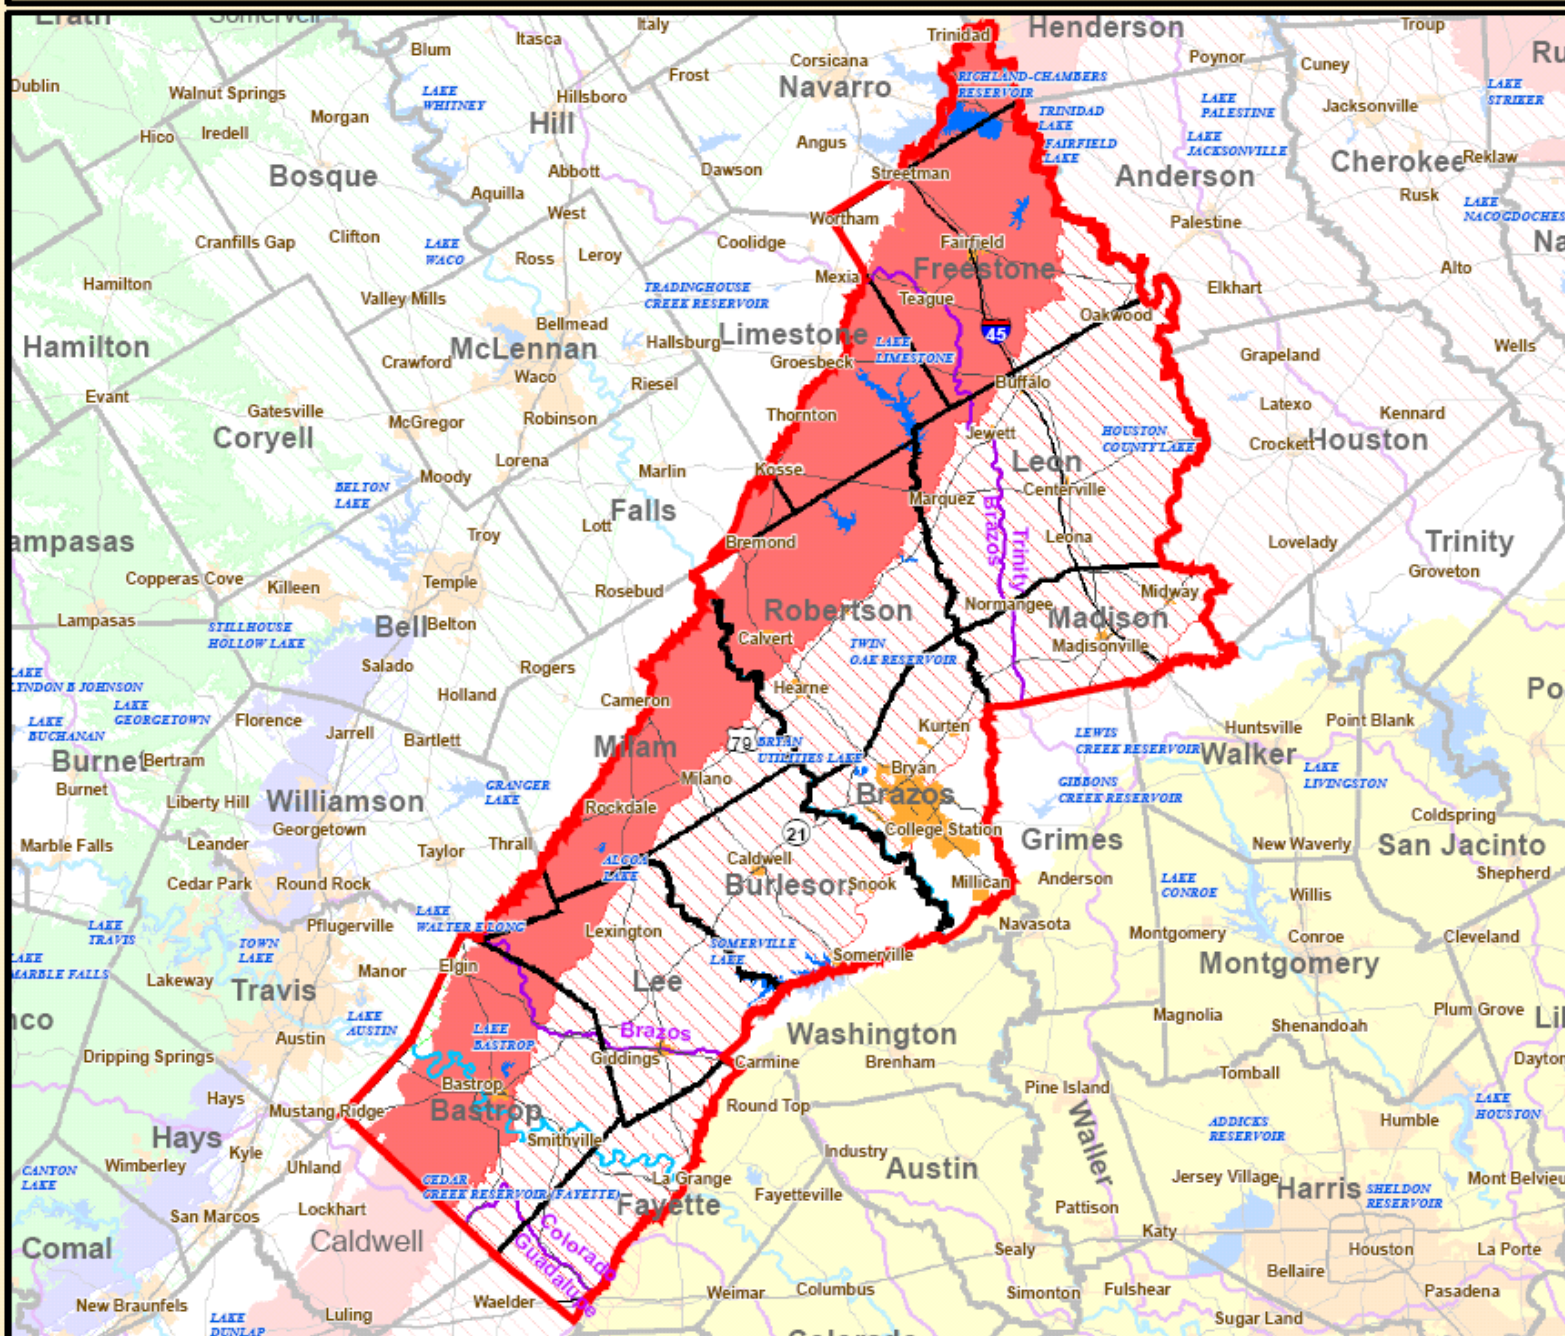 Erath
Somervell
Italy
Troup
Itasca
Trinidad
Henderson
Blum
Corsicana
Poynor
Cuney
Ru
Dublin
Walnut Springs
LAKE
WHITNEY
Hillsboro
Frost
Navarro
RICHLAND-CHAMBERS
RESERVOIR
LAKE
PALESTINE
Jacksonville
LAKE
STRIKER
Morgan
Hill
TRINIDAD
LAKE
Hico
Iredell
Angus
FAIRFIELD
LAKE
LAKE
JACKSONVILLE
Cherokee
Reklaw
Bosque
Abbott
Dawson
Streetman
Anderson
Aquilla
Rusk
West
Wortham
Palestine
LAKE
NACOGDOCHES
Cranfills Gap
Clifton
LAKE
WACO
Ross
Leroy
Coolidge
Fairfield
Na
Hamilton
Valley Mills
TRADINGHOUSE
CREEK RESERVOIR
Mexia
Freestone
Teague
Elkhart
Alto
Bellmead
Oakwood
Hamilton
McLennan
Hallsburg
Limestone
45
Crawford
Groesbeck
LAKE
LIMESTONE
Grapeland
Wells
Waco
Riesel
Buffalo
Evant
Gatesville
McGregor
Robinson
Thornton
Latexo
Kennard
Coryell
Jewett
HOUSTON
COUNTY LAKE
Crockett
Houston
Lorena
Moody
Marlin
Kosse
Leon
Centerville
BELTON
LAKE
Marquez
Falls
Lott
Troy
Bremond
Brazos
Trinity
Leona
Lovelady
Trinity
ampasas
Copperas Cove
Killeen
Temple
Rosebud
Groveton
Midway
Lampasas
STILLHOUSE
HOLLOW LAKE
Bell
Belton
Robertson
Normangee
Madison
Calvert
TWIN
OAK RESERVOIR
Madisonville
Salado
Rogers
LAKE
LYNDON B JOHNSON
LAKE
GEORGETOWN
Holland
Hearne
Cameron
Po
LAKE
BUCHANAN
Florence
Jarrell
Bartlett
Milam
79
BRYAN
UTILITIES LAKE
Kurten
LEWIS
CREEK RESERVOIR
Huntsville
Point Blank
Burnet
Bertram
Walker
Burnet
Liberty Hill
Williamson
GRANGER
LAKE
Milano
Bryan
Brazos
GIBBONS
CREEK RESERVOIR
LAKE
LIVINGSTON
Rockdale
Georgetown
College Station
Coldspring
Marble Falls
Leander
Taylor
Thrall
21
Grimes
New Waverly
San Jacinto
ALCOA
LAKE
Caldwell
Cedar Park
Round Rock
Burleson
Snook
Millican
Anderson
LAKE
CONROE
Willis
Shepherd
LAKE
TRAVIS
Pflugerville
LAKE
WALTER E LONG
Lexington
Navasota
Montgomery
Conroe
Cleveland
TOWN
LAKE
SOMERVILLE
LAKE
Somerville
LAKE
MARBLE FALLS
Lakeway
Manor
Elgin
Montgomery
Travis
Lee
nco
LAKE
AUSTIN
Austin
LAKE
BASTROP
Brazos
Washington
Magnolia
Shenandoah
Plum Grove
Lil
Dripping Springs
Giddings
Carmine
Brenham
Dayton
Tomball
Hays
Mustang Ridge
Bastrop
Bastrop
Round Top
Pine Island
Waller
LAKE
HOUSTON
Hays
Kyle
Smithville
ADDICKS
RESERVOIR
Humble
Wimberley
Uhland
Industry
Austin
CANYON
LAKE
CEDAR
CREEK RESERVOIR (FAYETTE)
La Grange
Jersey Village
Harris
SHELDON
RESERVOIR
Mont Belvieu
Fayetteville
Fayette
Lockhart
San Marcos
Pattison
Comal
Caldwell
Colorado
Guadalupe
Katy
Sealy
Houston
La Porte
Bellaire
New Braunfels
Luling
Waelder
Weimar
Columbus
Simonton
Fulshear
Pasadena
LAKE
DUNLAP
Sugar Land
Colorado